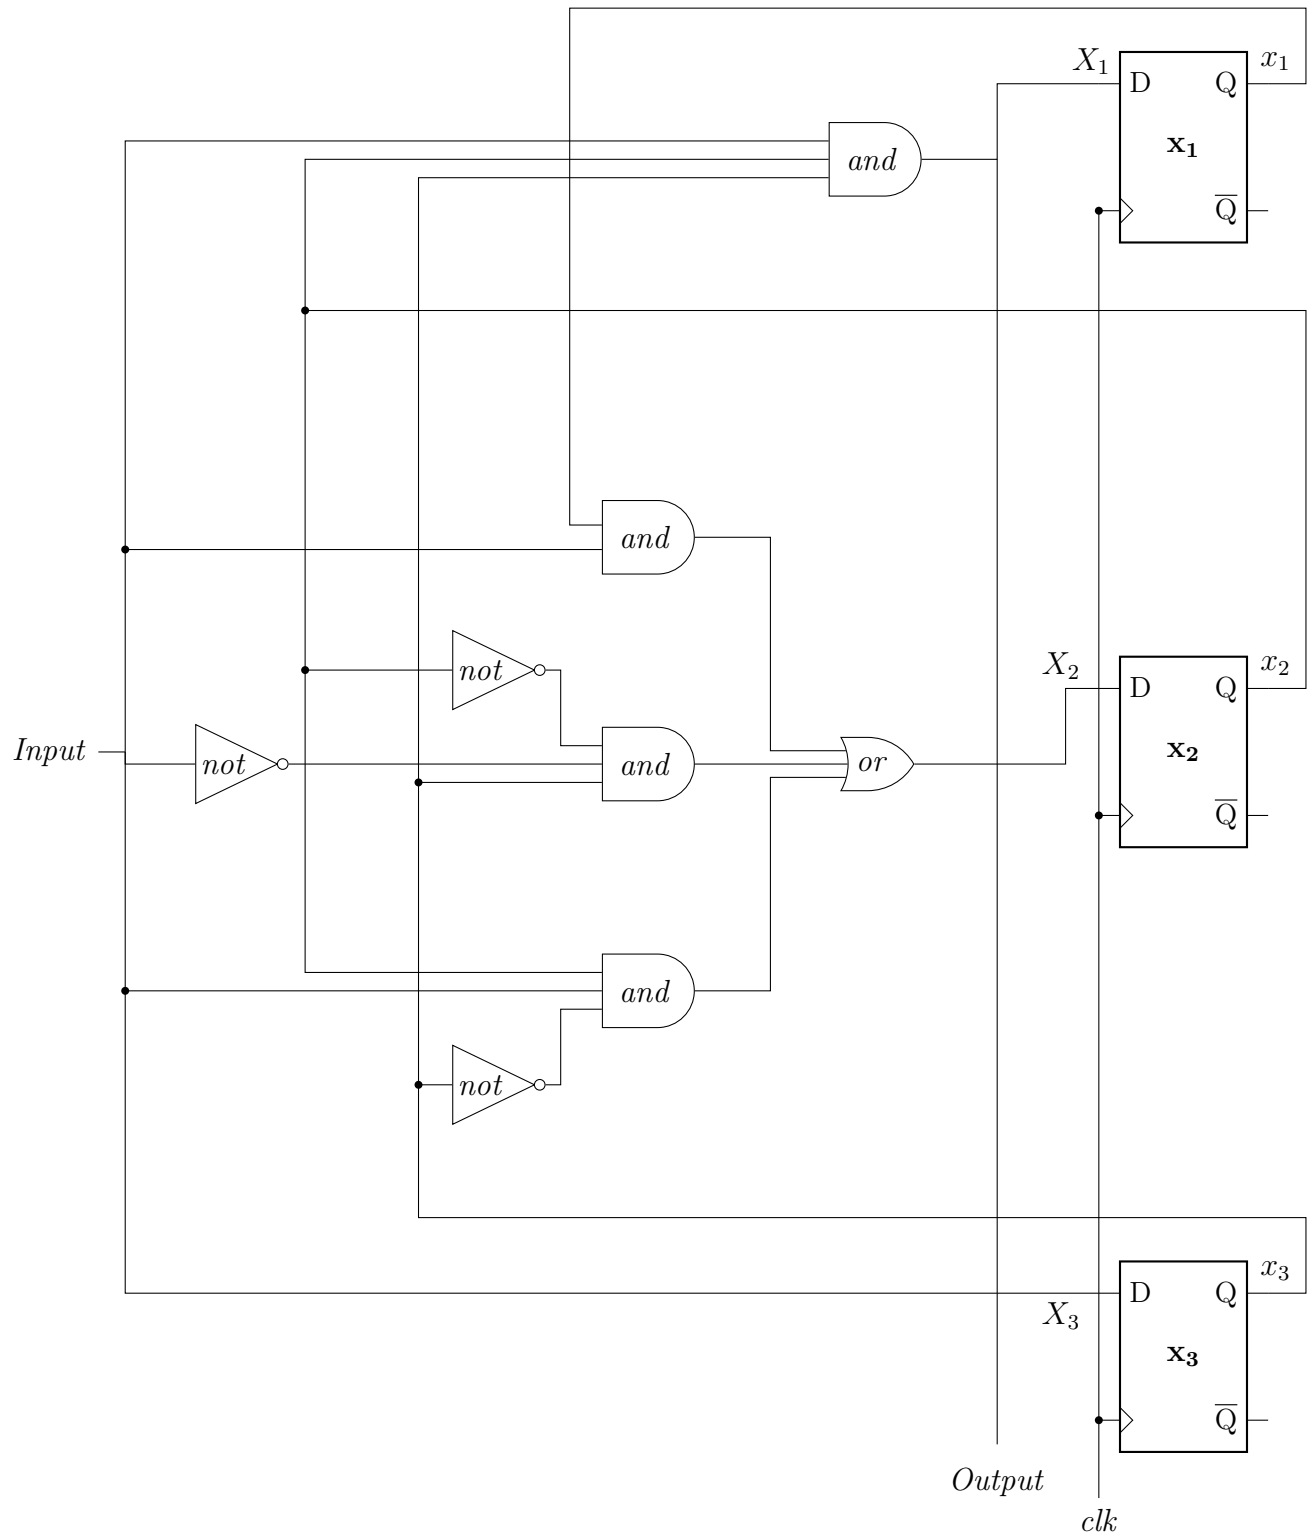 X₁
x₁
D
Q
x₁
and
Q̅
and
not
X₂
x₂
D
Q
Input
not
and
or
x₂
Q̅
and
not
x₃
D
Q
X₃
x₃
Q̅
Output
clk